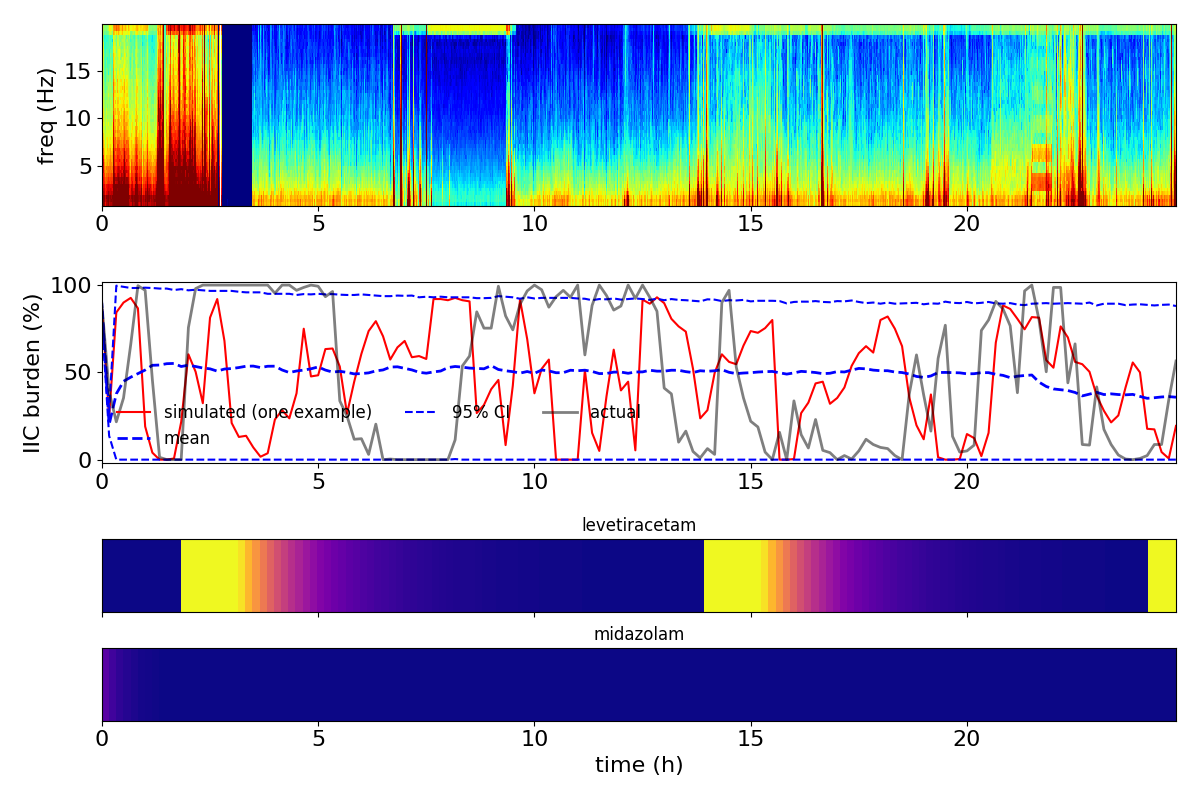 freq (Hz)
15
10
5
0 5 10 15 20
IIC burden (%)
100
50
0
simulated (one example) 95% CI actual
mean
0 5 10 15 20
levetiracetam
midazolam
0 5 10 15 20
time (h)